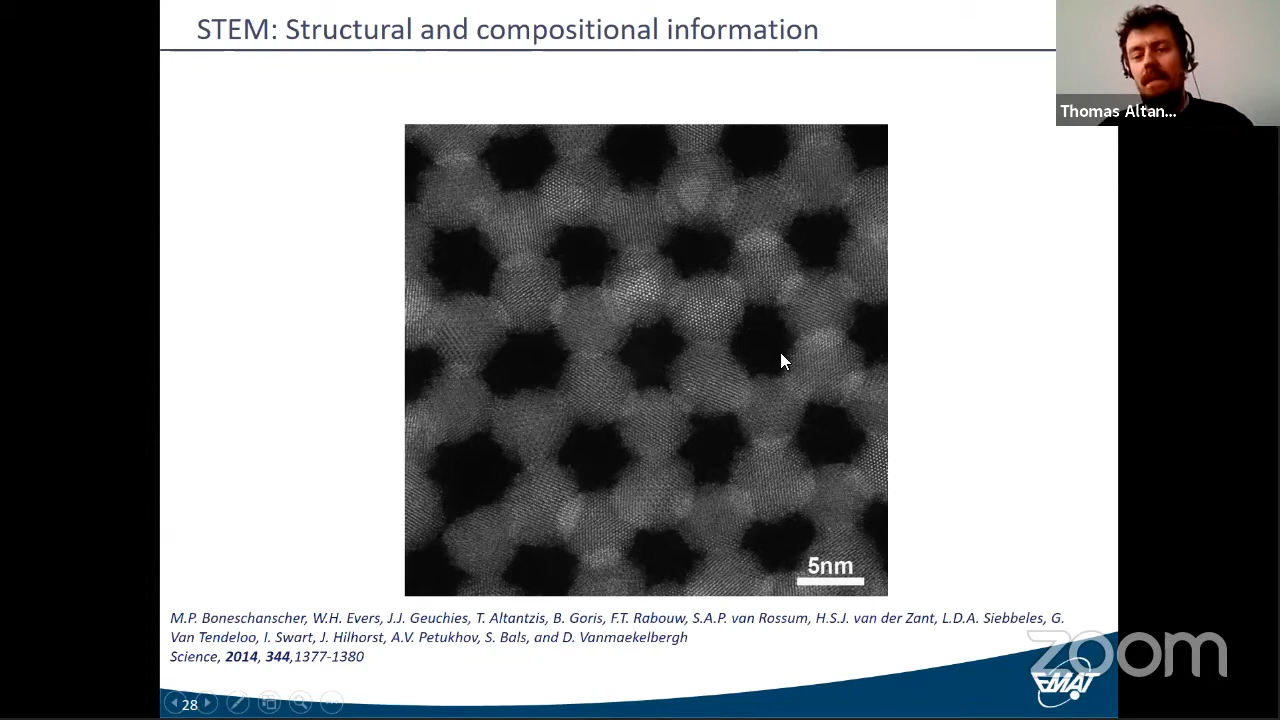 STEM: Structural and compositional information
Thomas Altan...
5nm
M.P. Boneschanscher, W.H. Evers, J.J. Geuchies, T. Altantzis, B. Goris, F.T. Rabouw, S.A.P. van Rossum, H.S.J. van der Zant, L.D.A. Siebbeles, G.
Van Tendeloo, I. Swart, J. Hilhorst, A.V. Petukhov, S. Bals, and D. Vanmaekelbergh
Science, 2014, 344,1377-1380
zoom
EMAT
28